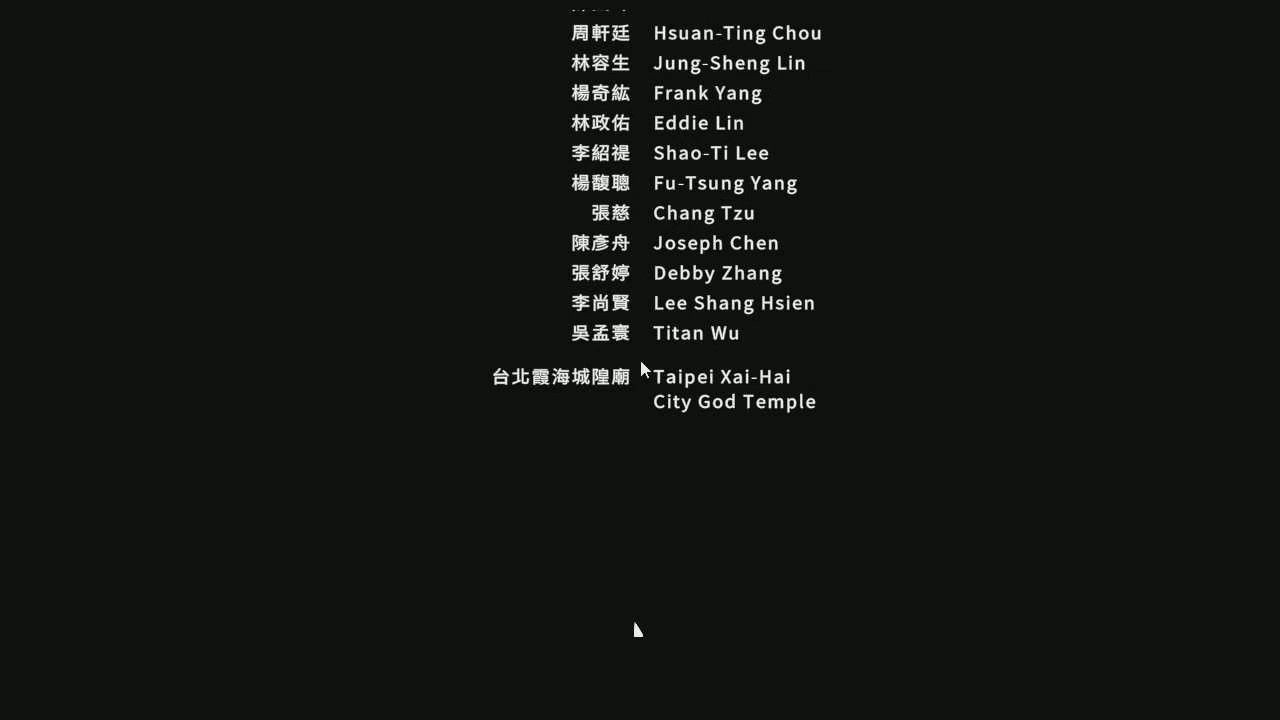 周軒廷 Hsuan-Ting Chou
林容生 Jung-Sheng Lin
楊奇紘 Frank Yang
林政佑 Eddie Lin
李紹禔 Shao-Ti Lee
楊馥聰 Fu-Tsung Yang
張慈 Chang Tzu
陳彥舟 Joseph Chen
張舒婷 Debby Zhang
李尚賢 Lee Shang Hsien
吳孟寰 Titan Wu
台北霞海城隍廟 Taipei Xai-Hai
City God Temple